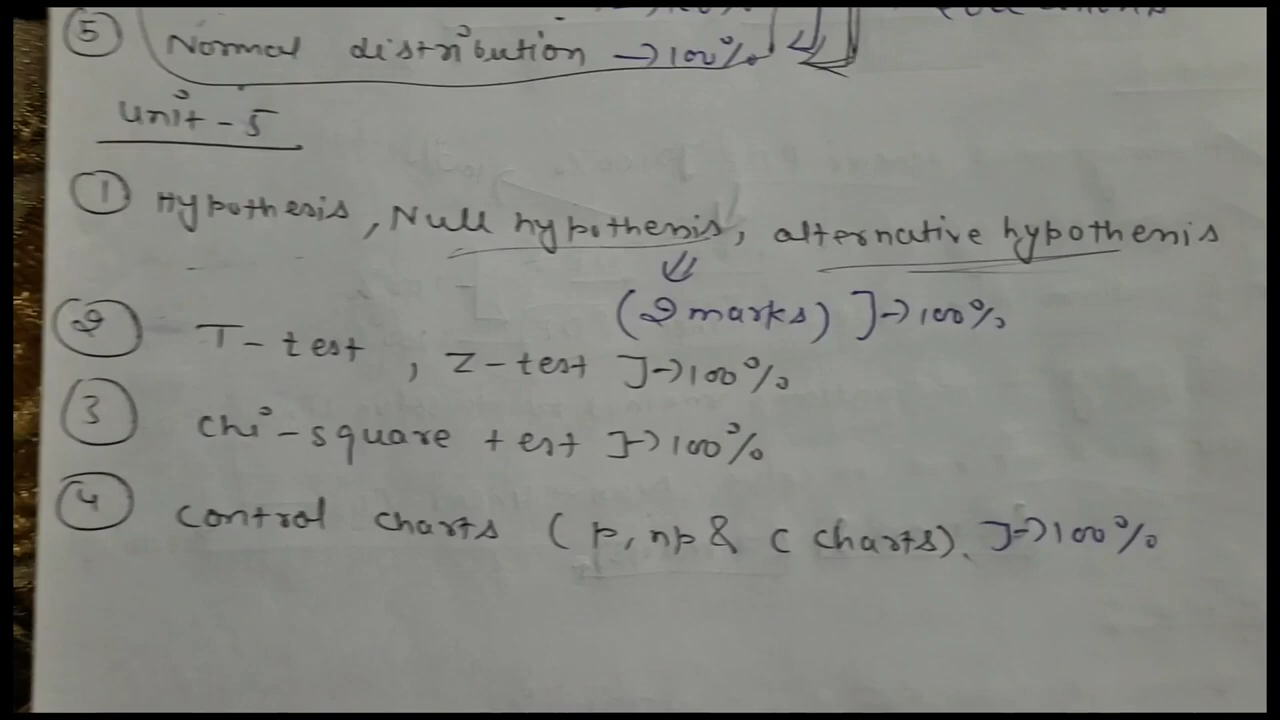 5 Normal distribution → 100%
Unit - 5
1 Hypothesis, Null hypothesis, alternative hypothesis
(2 marks) ] → 100%
2 T-test, Z-test ] → 100%
3 chi-square test ] → 100%
4 control charts (p, np & c charts). ] → 100%